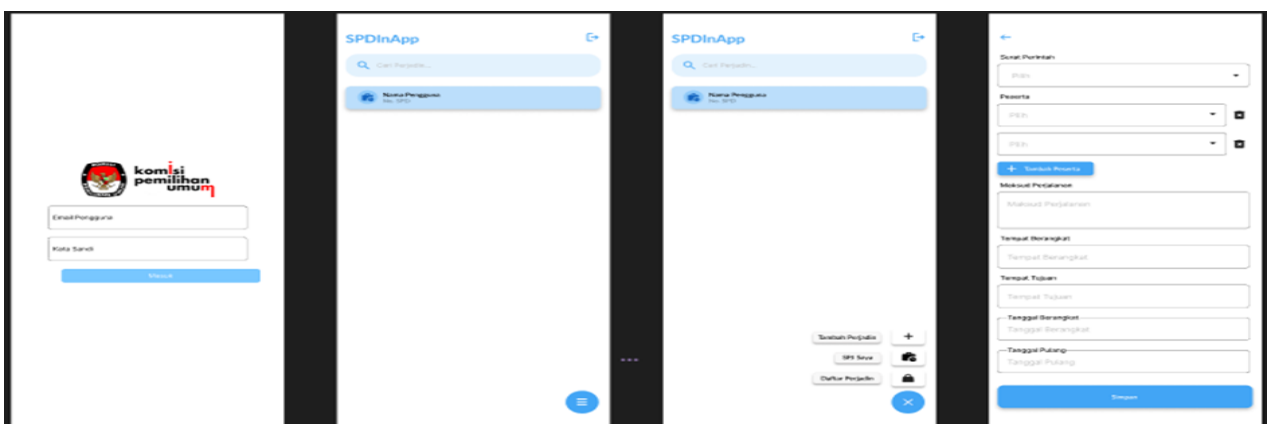 komisi
pemilihan
umum
Email Pengguna
Kata Sandi
Masuk
SPDInApp
Cari Perjadin...
Nama Pengguna
No. SPD
SPDInApp
Cari Perjadin...
Nama Pengguna
No. SPD
Tambah Perjadin
SPJ Saya
Daftar Perjadin
Surat Perintah
Pilih
Peserta
Pilih
Pilih
Tambah Peserta
Maksud Perjalanan
Maksud Perjalanan
Tempat Berangkat
Tempat Berangkat
Tempat Tujuan
Tempat Tujuan
Tanggal Berangkat
Tanggal Berangkat
Tanggal Pulang
Tanggal Pulang
Simpan